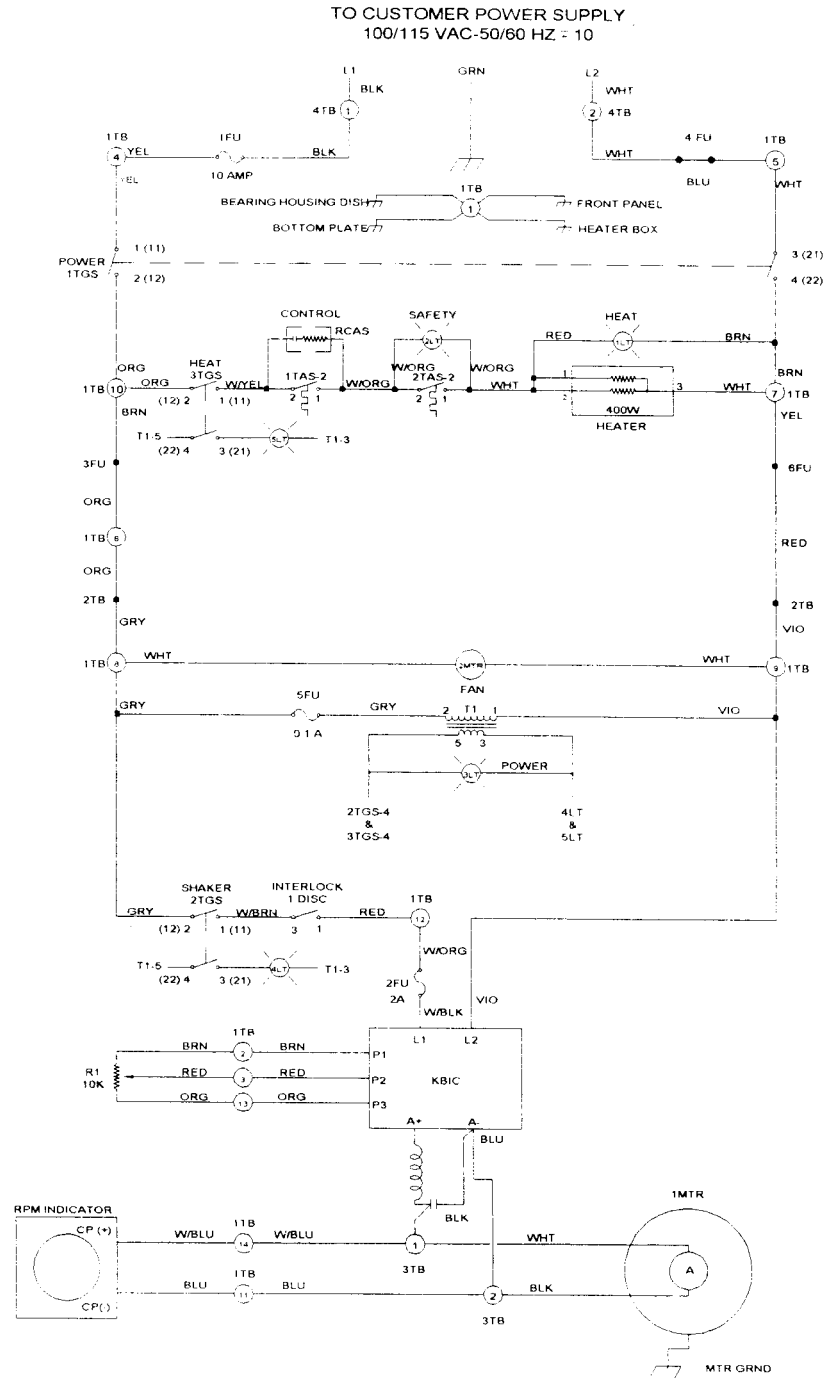 TO CUSTOMER POWER SUPPLY
100/115 VAC-50/60 HZ - 10
L1
GRN
L2
BLK
WHT
4TB 1
2 4TB
1TB
1FU
4 FU
1TB
4 YEL
BLK
WHT
5
10 AMP
BLU
YEL
WHT
BEARING HOUSING DISH
1TB
1
FRONT PANEL
BOTTOM PLATE
HEATER BOX
1 (11)
3 (21)
POWER
1TGS
2 (12)
4 (22)
CONTROL
SAFETY
HEAT
RCAS
2LT
RED
1LT
BRN
ORG
HEAT
3TGS
1TAS-2
W/ORG
2TAS-2
W/ORG
BRN
1TB 10
ORG
W/YEL
W/ORG
WHT
1
3
WHT
7 1TB
(12) 2
1 (11)
2 1
2 1
2
400W
BRN
YEL
HEATER
T1-5
(22) 4
3 (21)
5LT
T1-3
3FU
6FU
ORG
1TB 6
RED
ORG
2TB
2TB
GRY
VIO
1TB 8
WHT
2MTR
WHT
9 1TB
FAN
GRY
5FU
GRY
2 T1 1
VIO
0.1 A
5 3
3LT
POWER
2TGS-4
&
3TGS-4
4LT
&
5LT
SHAKER
2TGS
INTERLOCK
1 DISC
1TB
GRY
W/BRN
RED
12
(12) 2
1 (11)
3 1
W/ORG
T1-5
(22) 4
3 (21)
4LT
T1-3
2FU
2A
W/BLK
VIO
L1
L2
1TB
BRN
2
BRN
P1
R1
10K
RED
3
RED
P2
KBIC
ORG
13
ORG
P3
A+
A-
BLU
BLK
RPM INDICATOR
1MTR
CP (+)
W/BLU
1TB
14
W/BLU
1
WHT
3TB
A
CP(-)
BLU
1TB
11
BLU
2
BLK
3TB
MTR GRND